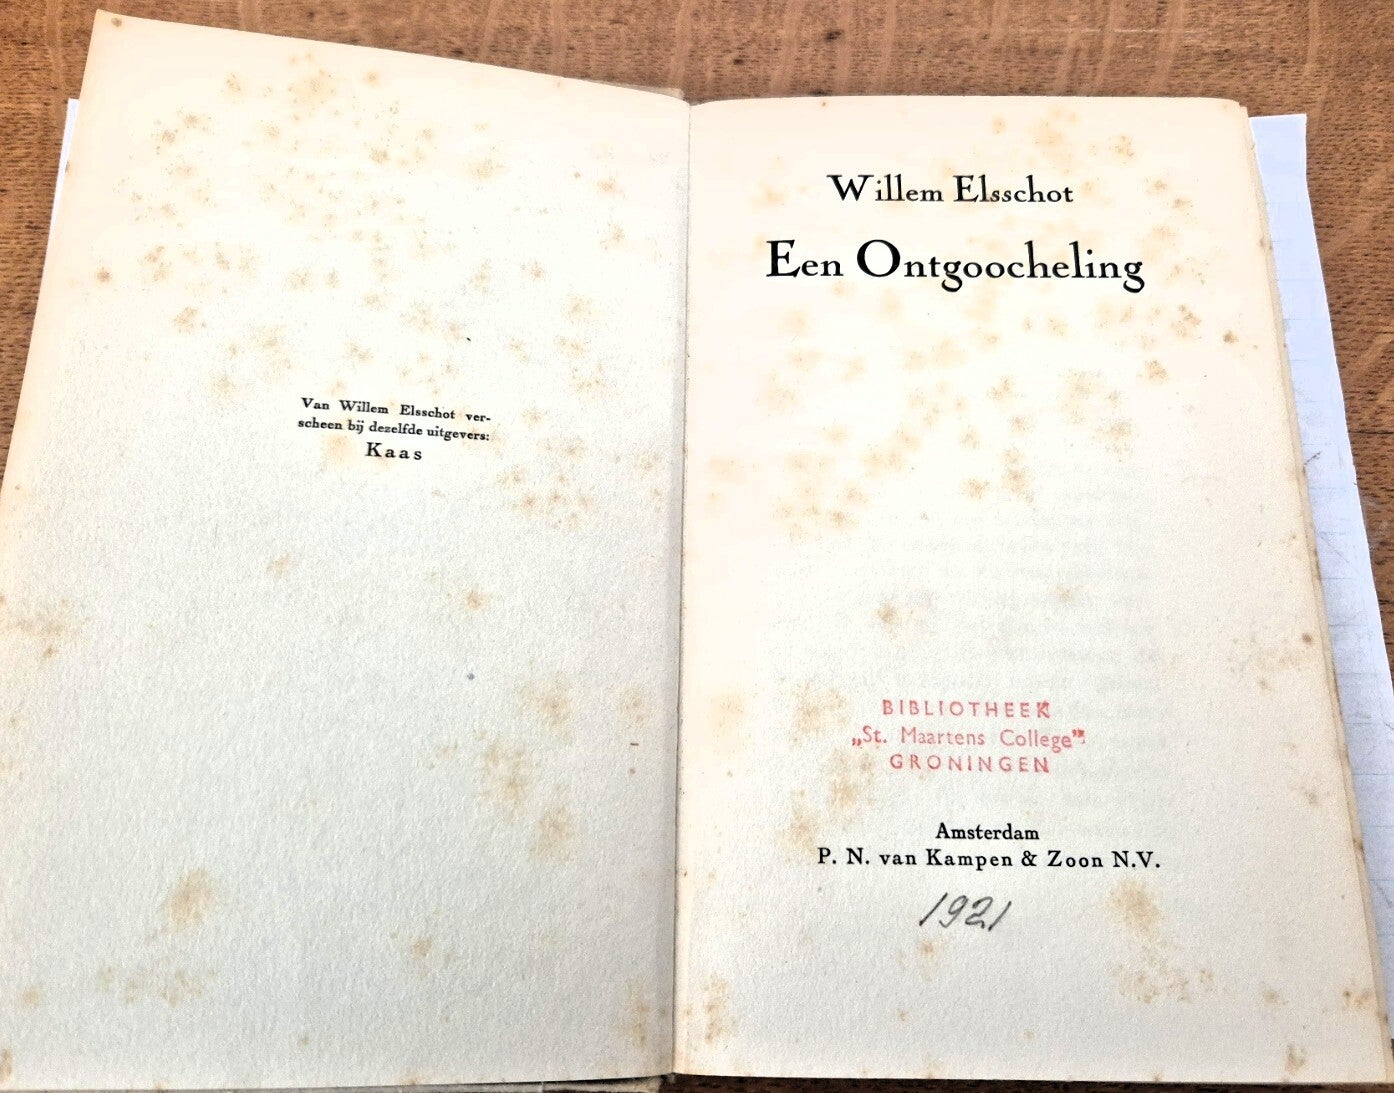 Van Willem Elsschot ver-
scheen bij dezelfde uitgevers:
Kaas
Willem Elsschot
Een Ontgoocheling
BIBLIOTHEEK
„St. Maartens College”
GRONINGEN
Amsterdam
P. N. van Kampen & Zoon N.V.
1921